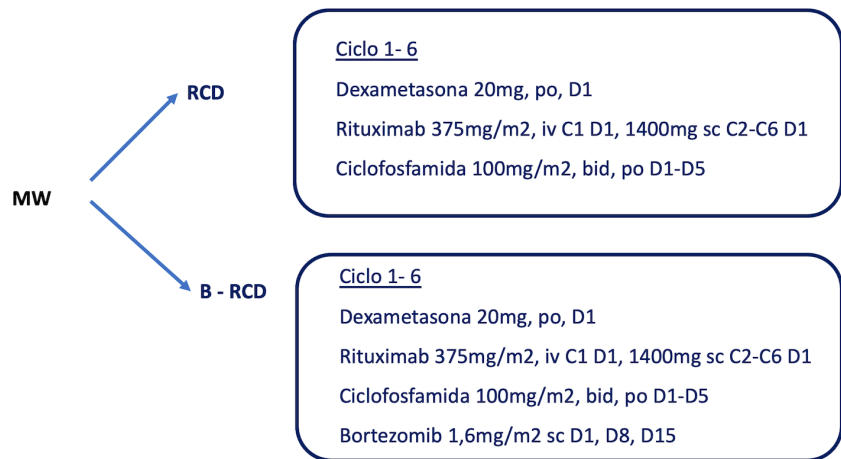 MW
RCD
Ciclo 1- 6
Dexametasona 20mg, po, D1
Rituximab 375mg/m2, iv C1 D1, 1400mg sc C2-C6 D1
Ciclofosfamida 100mg/m2, bid, po D1-D5
B - RCD
Ciclo 1- 6
Dexametasona 20mg, po, D1
Rituximab 375mg/m2, iv C1 D1, 1400mg sc C2-C6 D1
Ciclofosfamida 100mg/m2, bid, po D1-D5
Bortezomib 1,6mg/m2 sc D1, D8, D15